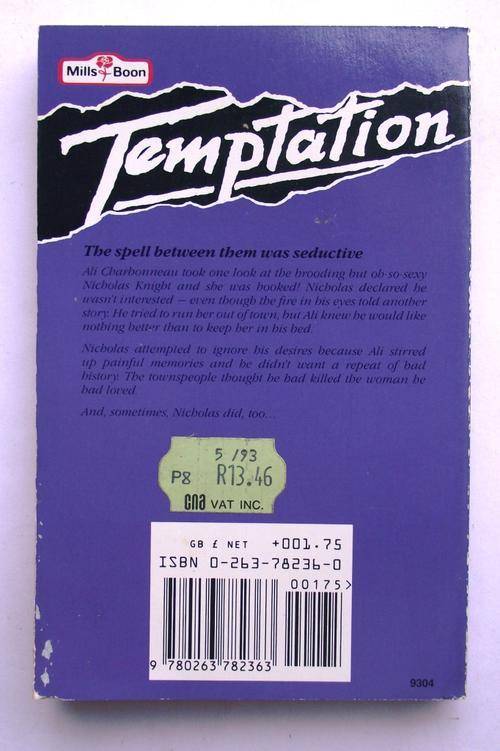 Mills Boon
Temptation
The spell between them was seductive
Ali Charbonneau took one look at the brooding but oh-so-sexy
Nicholas Knight and she was hooked! Nicholas declared he
wasn't interested — even though the fire in his eyes told another
story. He tried to run her out of town, but Ali knew he would like
nothing better than to keep her in his bed.
Nicholas attempted to ignore his desires because Ali stirred
up painful memories and he didn't want a repeat of bad
history. The townspeople thought he had killed the woman he
had loved.
And, sometimes, Nicholas did, too...
5/93
P8 R13.46
cna VAT INC.
GB £ NET +001.75
ISBN 0-263-78236-0
00175>
9 780263 782363
9304